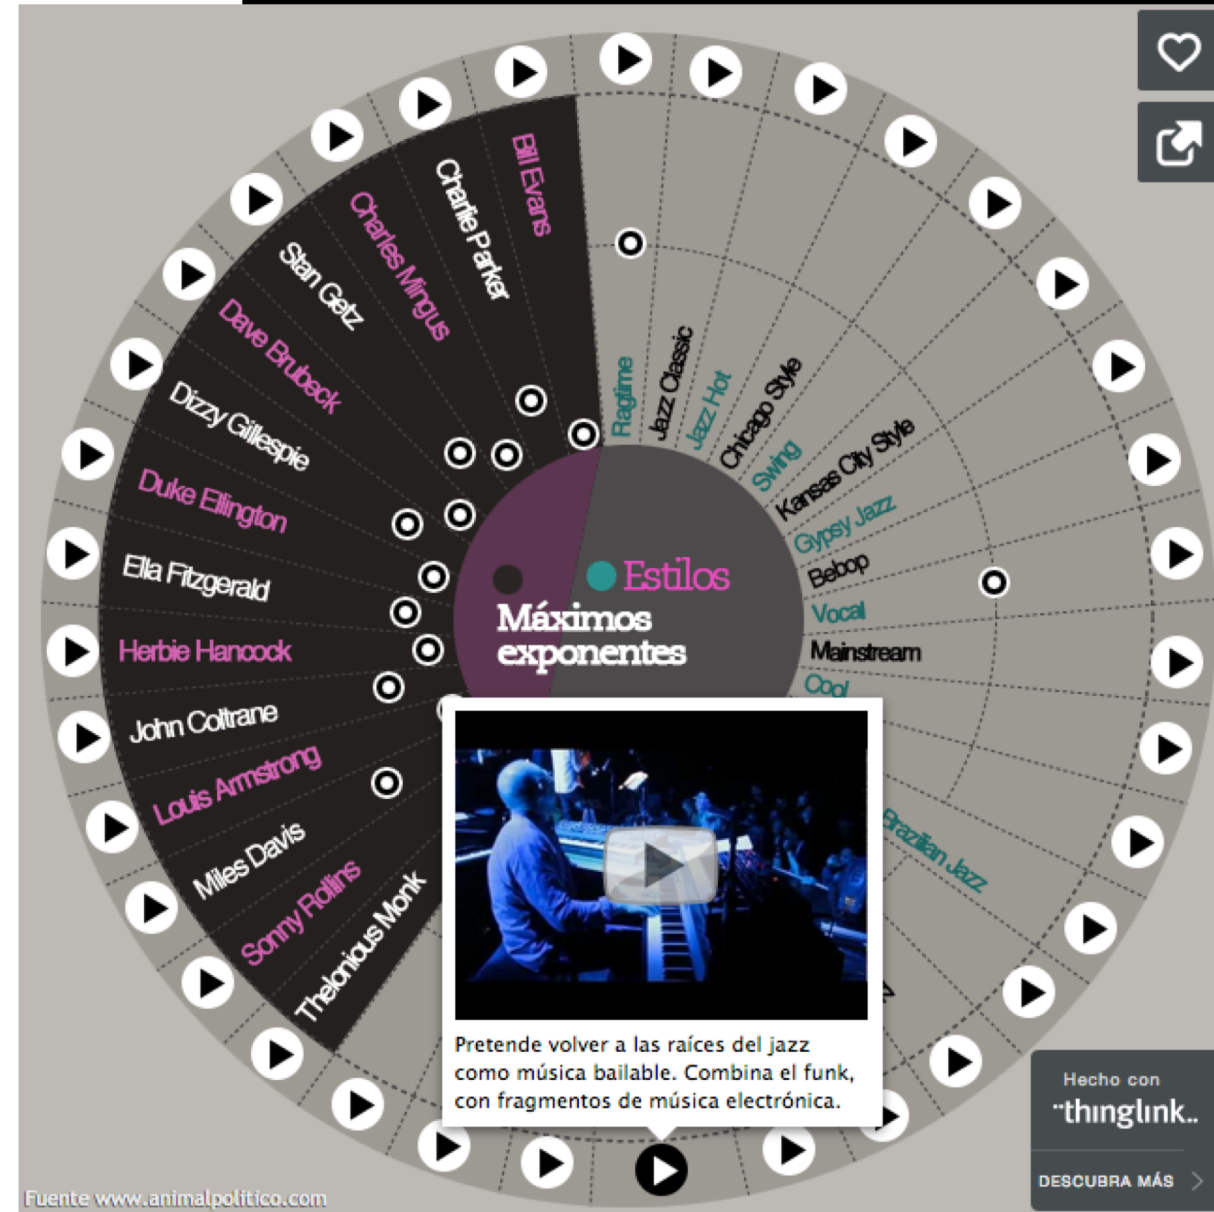 Bill Evans
Charlie Parker
Charles Mingus
Stan Getz
Dave Brubeck
Dizzy Gillespie
Duke Ellington
Ella Fitzgerald
Herbie Hancock
John Coltrane
Louis Armstrong
Miles Davis
Sonny Rollins
Thelonious Monk
Ragtime
Jazz Classic
Jazz Hot
Chicago Style
Swing
Kansas City Style
Gypsy Jazz
Bebop
Vocal
Mainstream
Cool
Brazilian Jazz
Estilos
Máximos
exponentes
Pretende volver a las raíces del jazz
como música bailable. Combina el funk,
con fragmentos de música electrónica.
Hecho con
thinglink..
DESCUBRA MÁS
Fuente www.animalpolitico.com